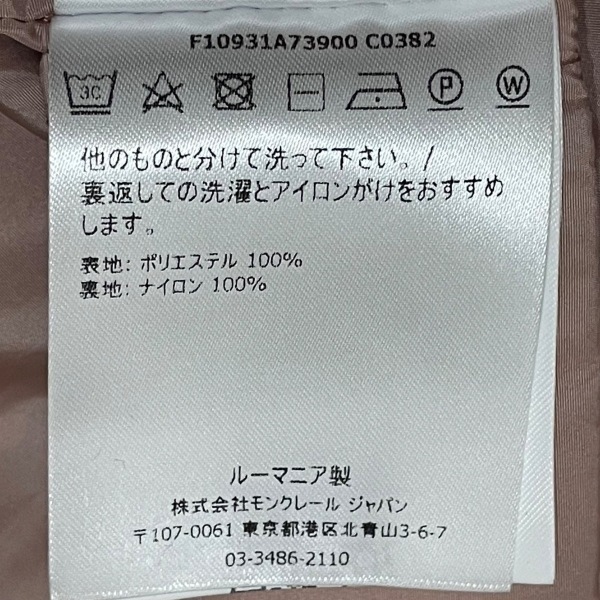 F10931A73900 C0382
30
P
W
他のものと分けて洗って下さい。/
裏返しての洗濯とアイロンがけをおすすめ
します。
表地: ポリエステル 100%
裏地: ナイロン 100%
ルーマニア製
株式会社モンクレール ジャパン
〒107-0061 東京都港区北青山3-6-7
03-3486-2110